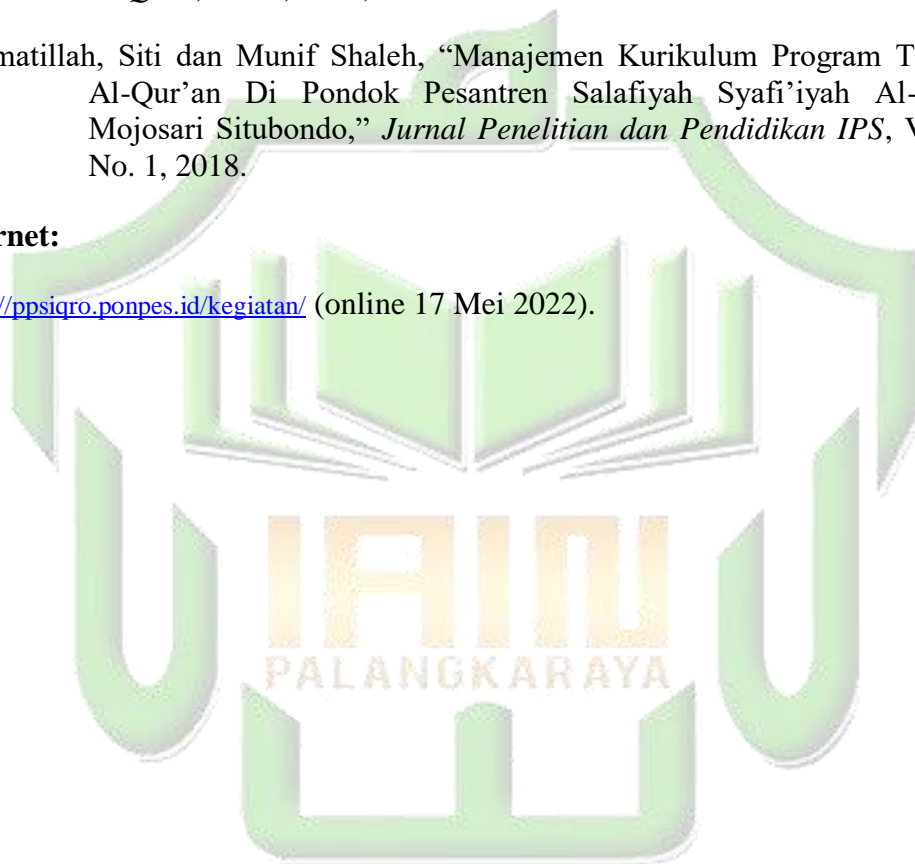 matillah, Siti dan Munif Shaleh, “Manajemen Kurikulum Program T
Al-Qur’an Di Pondok Pesantren Salafiyah Syafi’iyah Al-
Mojosari Situbondo,” Jurnal Penelitian dan Pendidikan IPS, V
No. 1, 2018.
rnet:
//ppsiqro.ponpes.id/kegiatan/ (online 17 Mei 2022).
IAIN
PALANGKARAYA